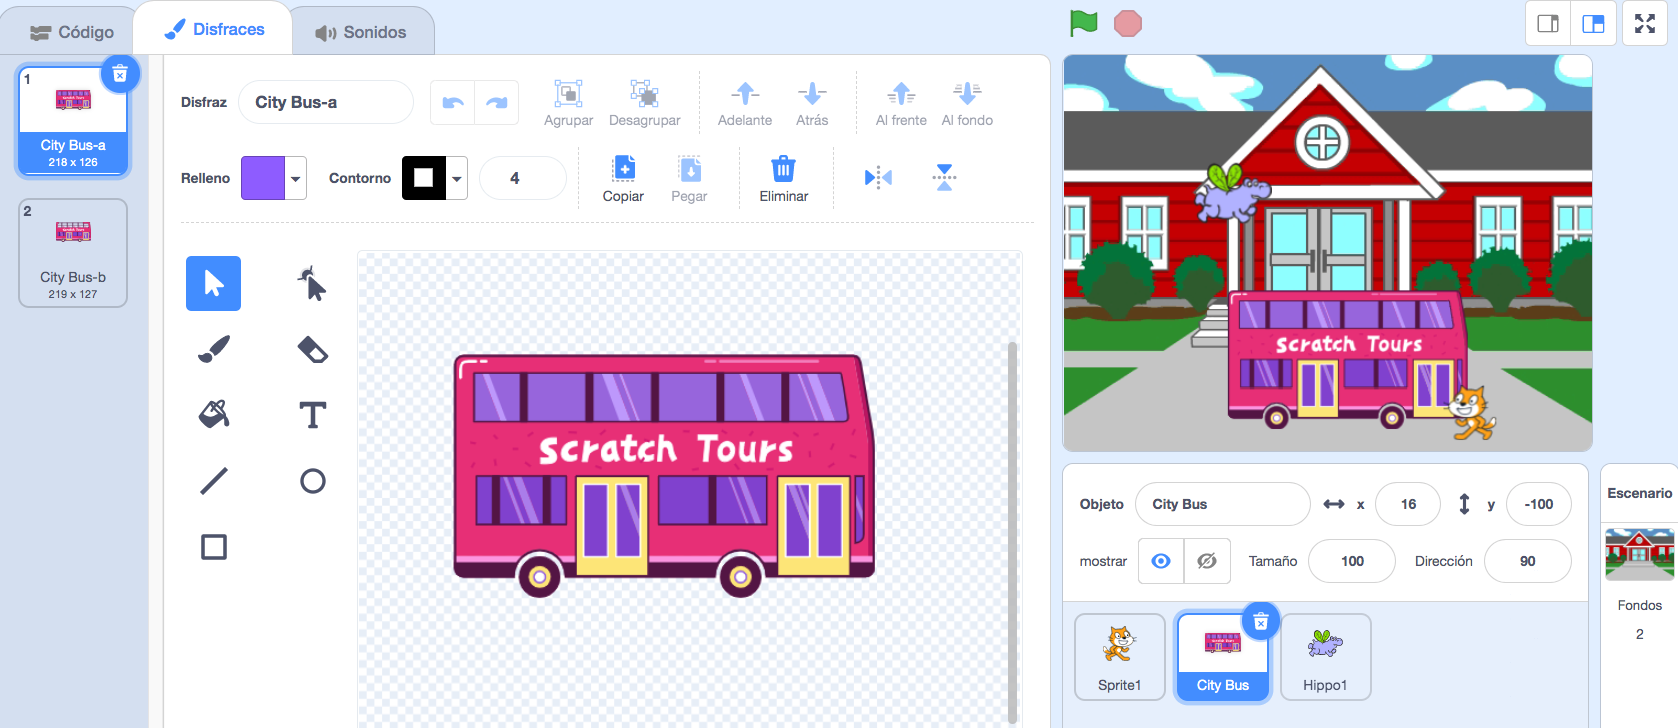 Código
Disfraces
Sonidos
1
City Bus-a
218 x 126
2
City Bus-b
219 x 127
Disfraz
City Bus-a
Agrupar
Desagrupar
Adelante
Atrás
Al frente
Al fondo
Relleno
Contorno
4
Copiar
Pegar
Eliminar
T
Scratch Tours
Scratch Tours
Objeto
City Bus
x
16
y
-100
mostrar
Tamaño
100
Dirección
90
Sprite1
City Bus
Hippo1
Escenario
Fondos
2